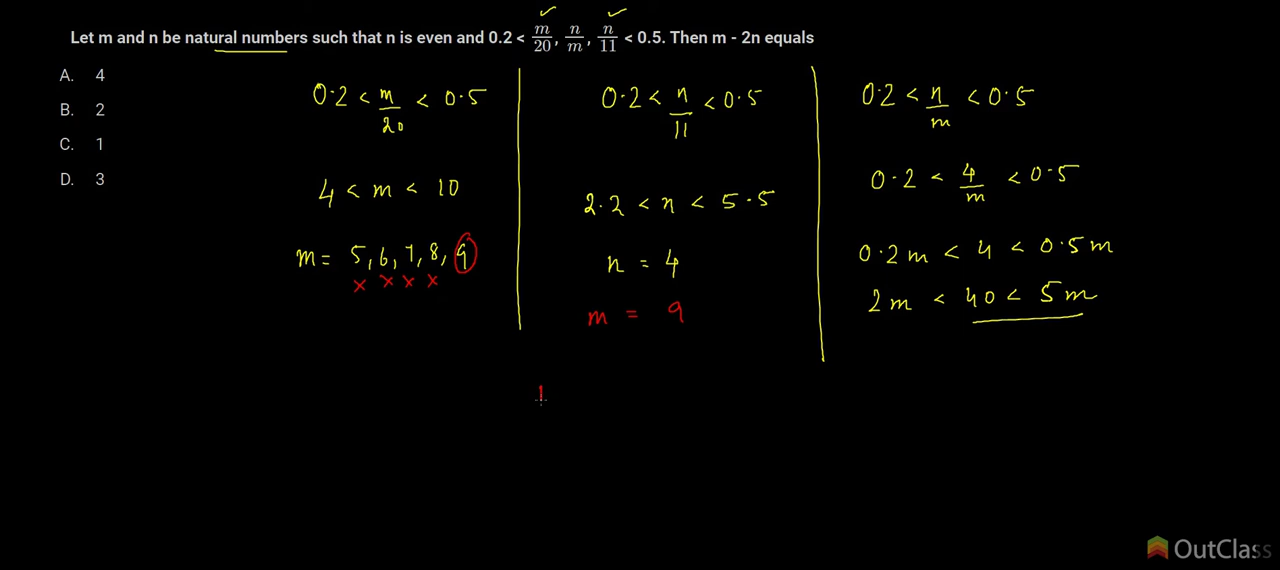 Let m and n be natural numbers such that n is even and 0.2 < m/20, n/m, n/11 < 0.5. Then m - 2n equals
A. 4
B. 2
C. 1
D. 3
0.2 < m/20 < 0.5
4 < m < 10
m = 5, 6, 7, 8, 9
× × × ×
0.2 < n/11 < 0.5
2.2 < n < 5.5
n = 4
m = 9
0.2 < n/m < 0.5
0.2 < 4/m < 0.5
0.2m < 4 < 0.5m
2m < 40 < 5m
OutClass